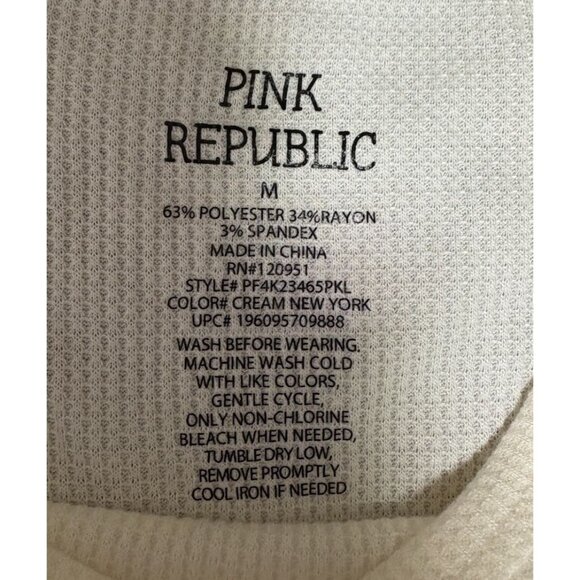 PINK
REPUBLIC
M
63% POLYESTER 34%RAYON
3% SPANDEX
MADE IN CHINA
RN#120951
STYLE# PF4K23465PKL
COLOR# CREAM NEW YORK
UPC# 196095709888
WASH BEFORE WEARING.
MACHINE WASH COLD
WITH LIKE COLORS,
GENTLE CYCLE,
ONLY NON-CHLORINE
BLEACH WHEN NEEDED,
TUMBLE DRY LOW,
REMOVE PROMPTLY
COOL IRON IF NEEDED